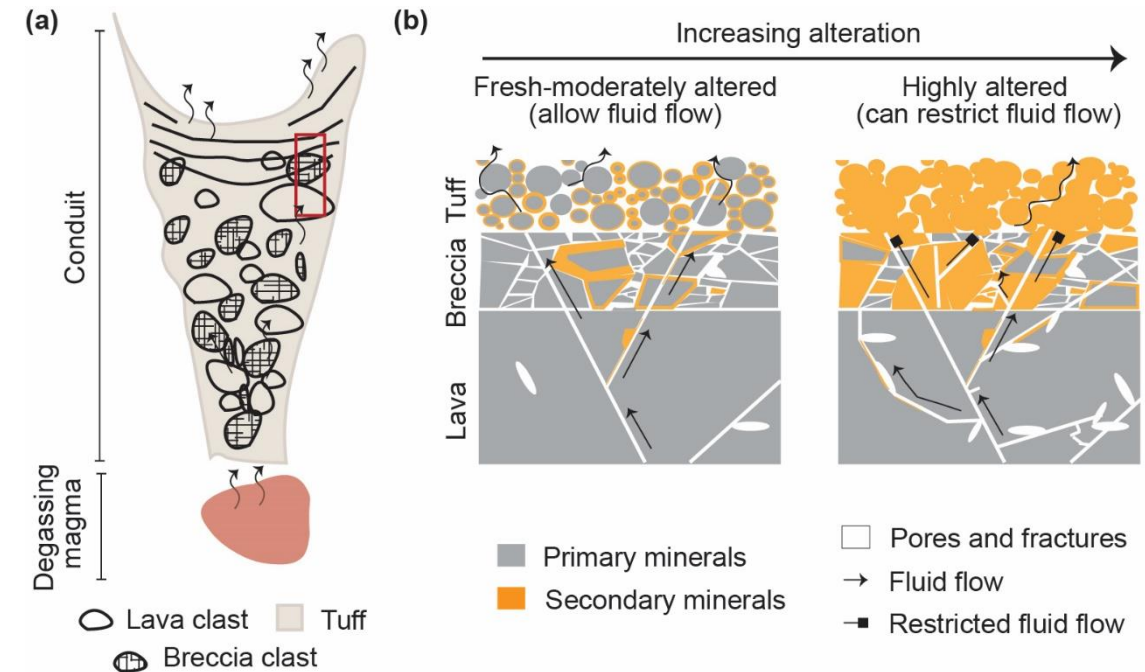 (a)
Conduit
Degassing
magma
Lava clast
Tuff
Breccia clast
(b)
Increasing alteration
Fresh-moderately altered
(allow fluid flow)
Highly altered
(can restrict fluid flow)
Tuff
Breccia
Lava
Primary minerals
Secondary minerals
Pores and fractures
Fluid flow
Restricted fluid flow